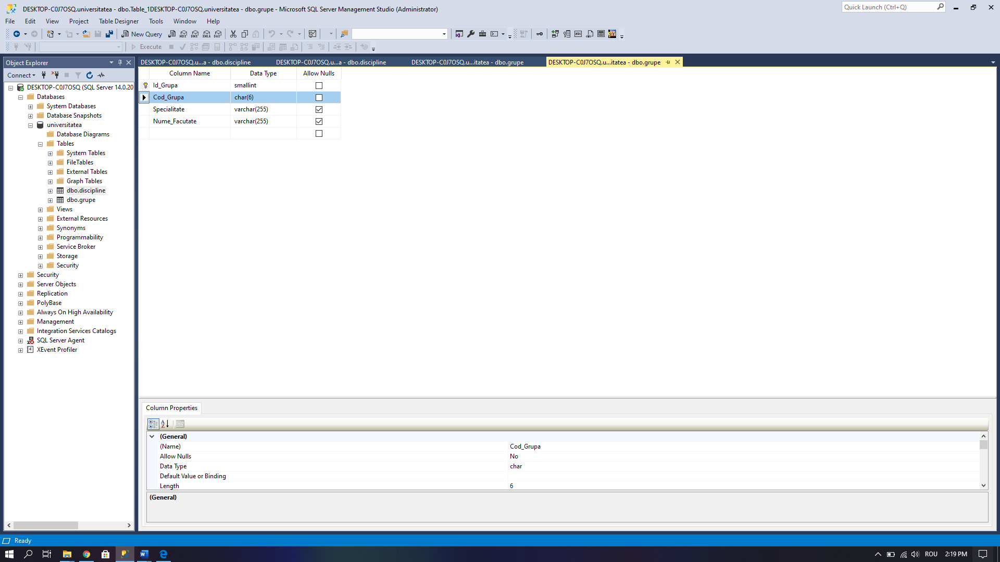 DESKTOP-C0J7OSQ.universitatea - dbo.Table_1DESKTOP-C0J7OSQ.universitatea - dbo.grupe - Microsoft SQL Server Management Studio (Administrator)
Quick Launch (Ctrl+Q)
File Edit View Project Table Designer Tools Window Help
New Query MDX DMX XMLA DAX
Execute
Object Explorer
DESKTOP-C0J7OSQ.u...a - dbo.discipline DESKTOP-C0J7OSQ.u...a - dbo.discipline DESKTOP-C0J7OSQ.u...itatea - dbo.grupe DESKTOP-C0J7OSQ.u...itatea - dbo.grupe
Connect
DESKTOP-C0J7OSQ (SQL Server 14.0.20
Databases
System Databases
Database Snapshots
universitatea
Database Diagrams
Tables
System Tables
FileTables
External Tables
Graph Tables
dbo.discipline
dbo.grupe
Views
External Resources
Synonyms
Programmability
Service Broker
Storage
Security
Security
Server Objects
Replication
PolyBase
Always On High Availability
Management
Integration Services Catalogs
SQL Server Agent
XEvent Profiler
Column Name Data Type Allow Nulls
Id_Grupa smallint
Cod_Grupa char(6)
Specialitate varchar(255)
Nume_Facutate varchar(255)
Column Properties
(General)
(Name) Cod_Grupa
Allow Nulls No
Data Type char
Default Value or Binding
Length 6
(General)
Ready
ROU 2:19 PM